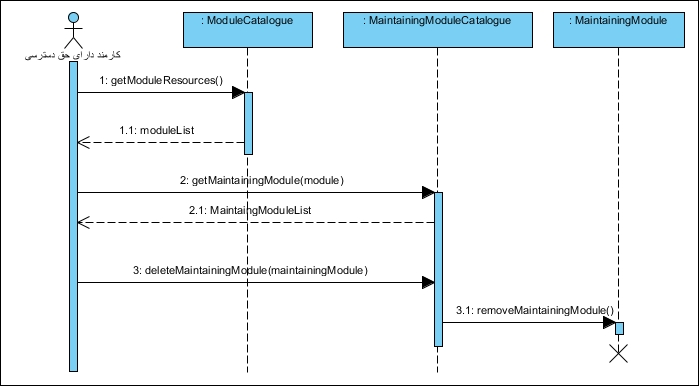 : ModuleCatalogue
: MaintainingModuleCatalogue
: MaintainingModule
کارمند دارای حق دسترسی
1: getModuleResources()
1.1: moduleList
2: getMaintainingModule(module)
2.1: MaintaingModuleList
3: deleteMaintainingModule(maintainingModule)
3.1: removeMaintainingModule()